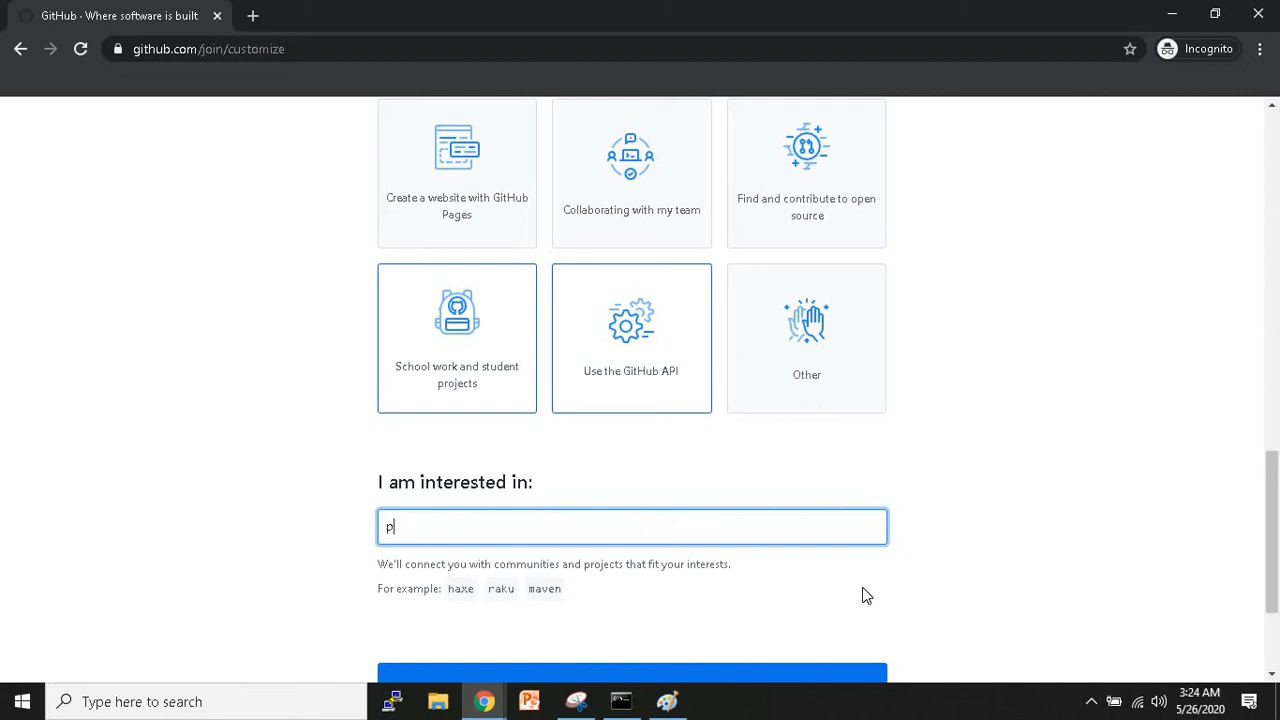 GitHub · Where software is built
github.com/join/customize
Incognito
Create a website with GitHub
Pages
Collaborating with my team
Find and contribute to open
source
School work and student
projects
Use the GitHub API
Other
I am interested in:
p
We'll connect you with communities and projects that fit your interests.
For example: haxe raku maven
Type here to search
3:24 AM
5/26/2020